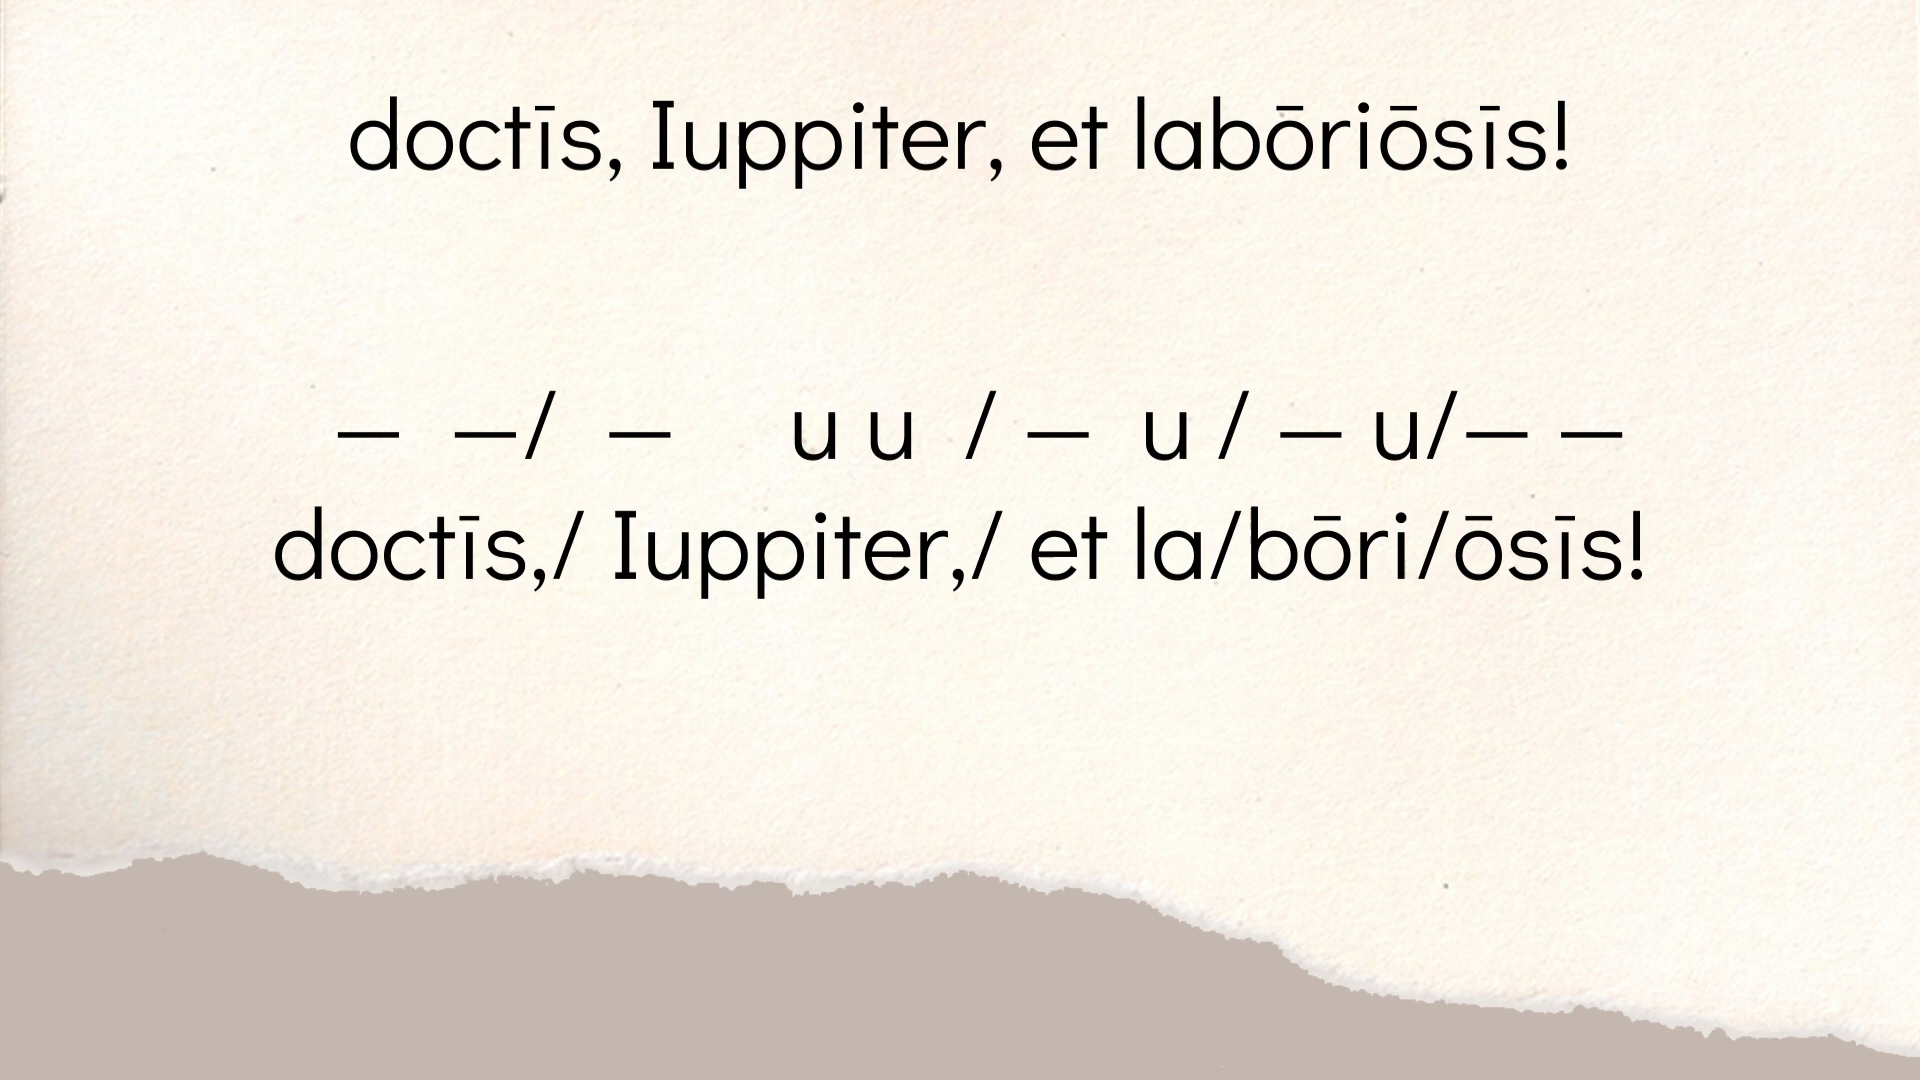 doctīs, Iuppiter, et labōriōsīs!
– –/ – u u / – u / – u/– –
doctīs,/ Iuppiter,/ et la/bōri/ōsīs!